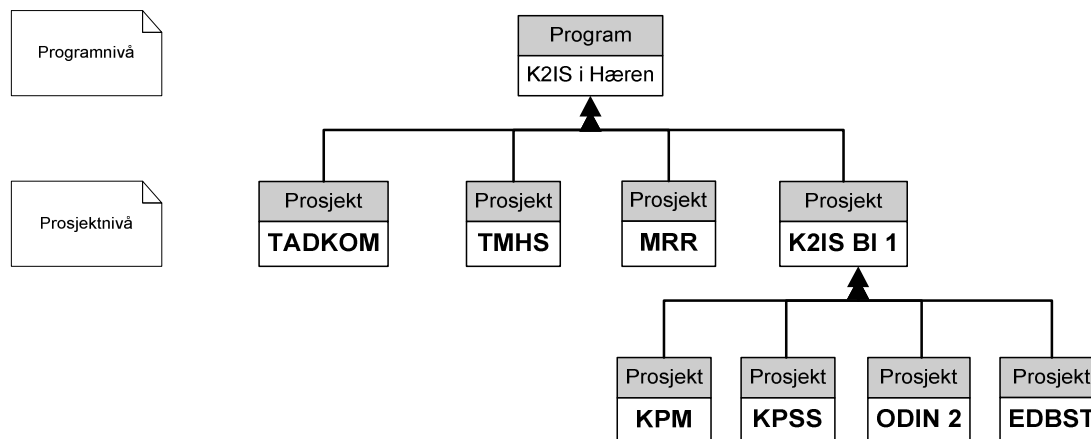 Programnivå
Program
K2IS i Hæren
Prosjektnivå
Prosjekt
TADKOM
Prosjekt
TMHS
Prosjekt
MRR
Prosjekt
K2IS BI 1
Prosjekt
KPM
Prosjekt
KPSS
Prosjekt
ODIN 2
Prosjekt
EDBST